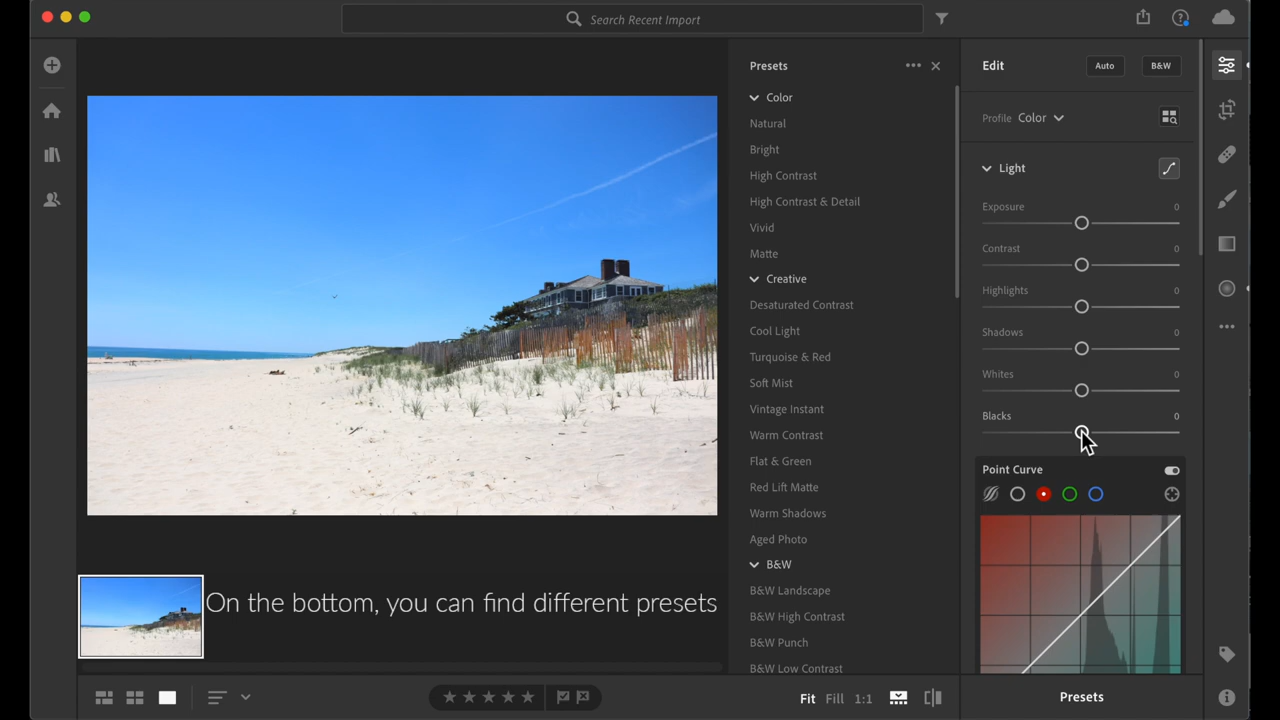 Search Recent Import
Presets
Color
Natural
Bright
High Contrast
High Contrast & Detail
Vivid
Matte
Creative
Desaturated Contrast
Cool Light
Turquoise & Red
Soft Mist
Vintage Instant
Warm Contrast
Flat & Green
Red Lift Matte
Warm Shadows
Aged Photo
B&W
B&W Landscape
B&W High Contrast
B&W Punch
B&W Low Contrast
Edit
Auto
B&W
Profile Color
Light
Exposure 0
Contrast 0
Highlights 0
Shadows 0
Whites 0
Blacks 0
Point Curve
On the bottom, you can find different presets
Fit Fill 1:1
Presets